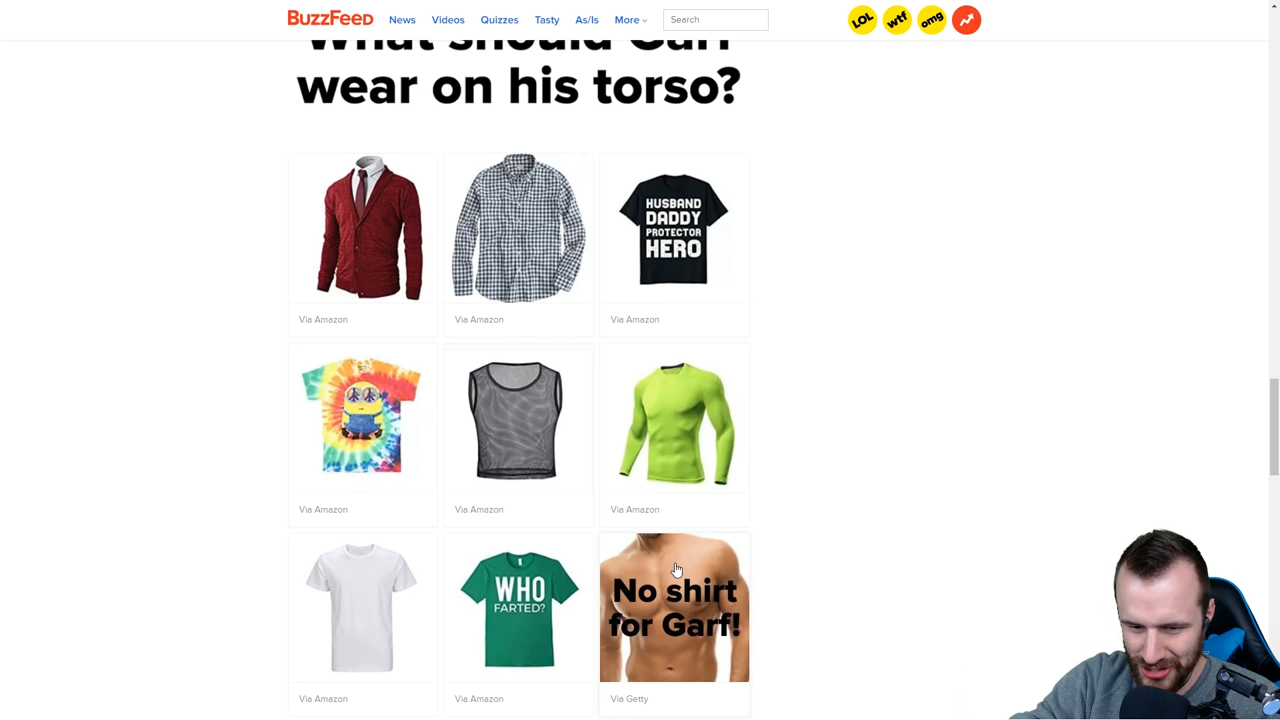 BuzzFeed News Videos Quizzes Tasty As/Is More Search LOL wtf omg
What should Garf
wear on his torso?
HUSBAND
DADDY
PROTECTOR
HERO
Via Amazon Via Amazon Via Amazon
Via Amazon Via Amazon Via Amazon
WHO
FARTED?
No shirt
for Garf!
Via Amazon Via Amazon Via Getty